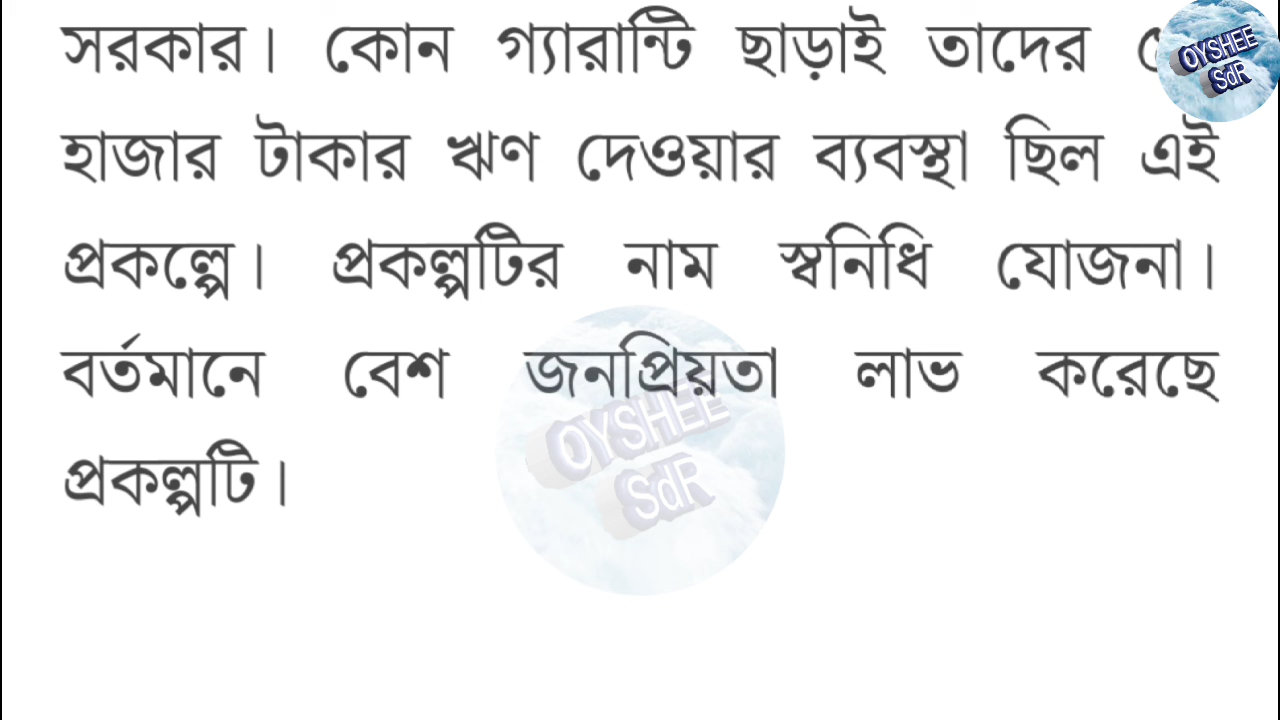 সরকার। কোন গ্যারান্টি ছাড়াই তাদের
হাজার টাকার ঋণ দেওয়ার ব্যবস্থা ছিল এই
প্রকল্পে। প্রকল্পটির নাম স্বনিধি যোজনা।
বর্তমানে বেশ জনপ্রিয়তা লাভ করেছে
প্রকল্পটি।
OYSHEE
SdR
OYSHEE
SdR